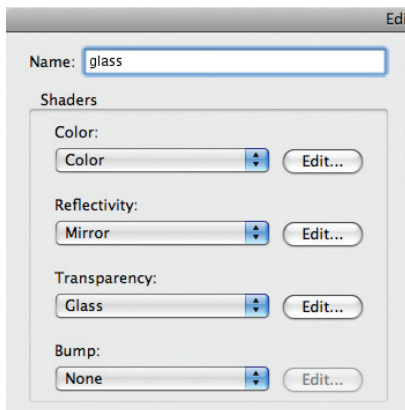 Edi
Name: glass
Shaders
Color:
Color Edit...
Reflectivity:
Mirror Edit...
Transparency:
Glass Edit...
Bump:
None Edit...